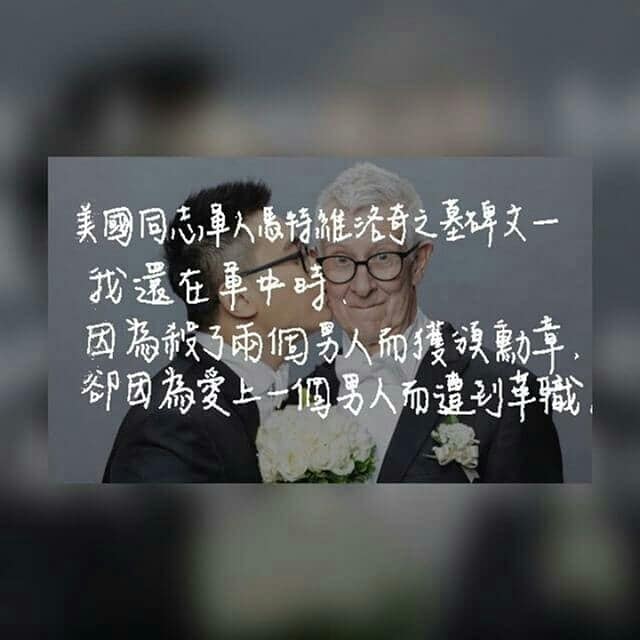 美國同志軍人馬特維洛奇之墓碑文一
我還在軍中時、
因為殺了兩個男人而獲頒勳章,
卻因為愛上一個男人而遭到革職.